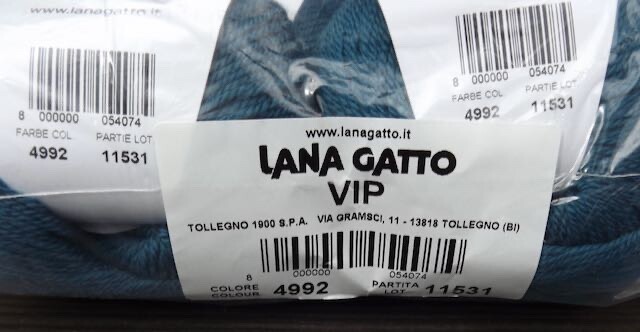 www.lanagatto.it
8 000000 054074
FARBE COL. PARTIE LOT
4992 11531
8 000000 054074
FARBE COL. PARTIE LOT
4992 11531
www.lanagatto.it
LANA GATTO
VIP
TOLLEGNO 1900 S.P.A. VIA GRAMSCI, 11 - 13818 TOLLEGNO (BI)
8 000000 054074
COLORE COLOUR 4992 PARTITA LOT 11531